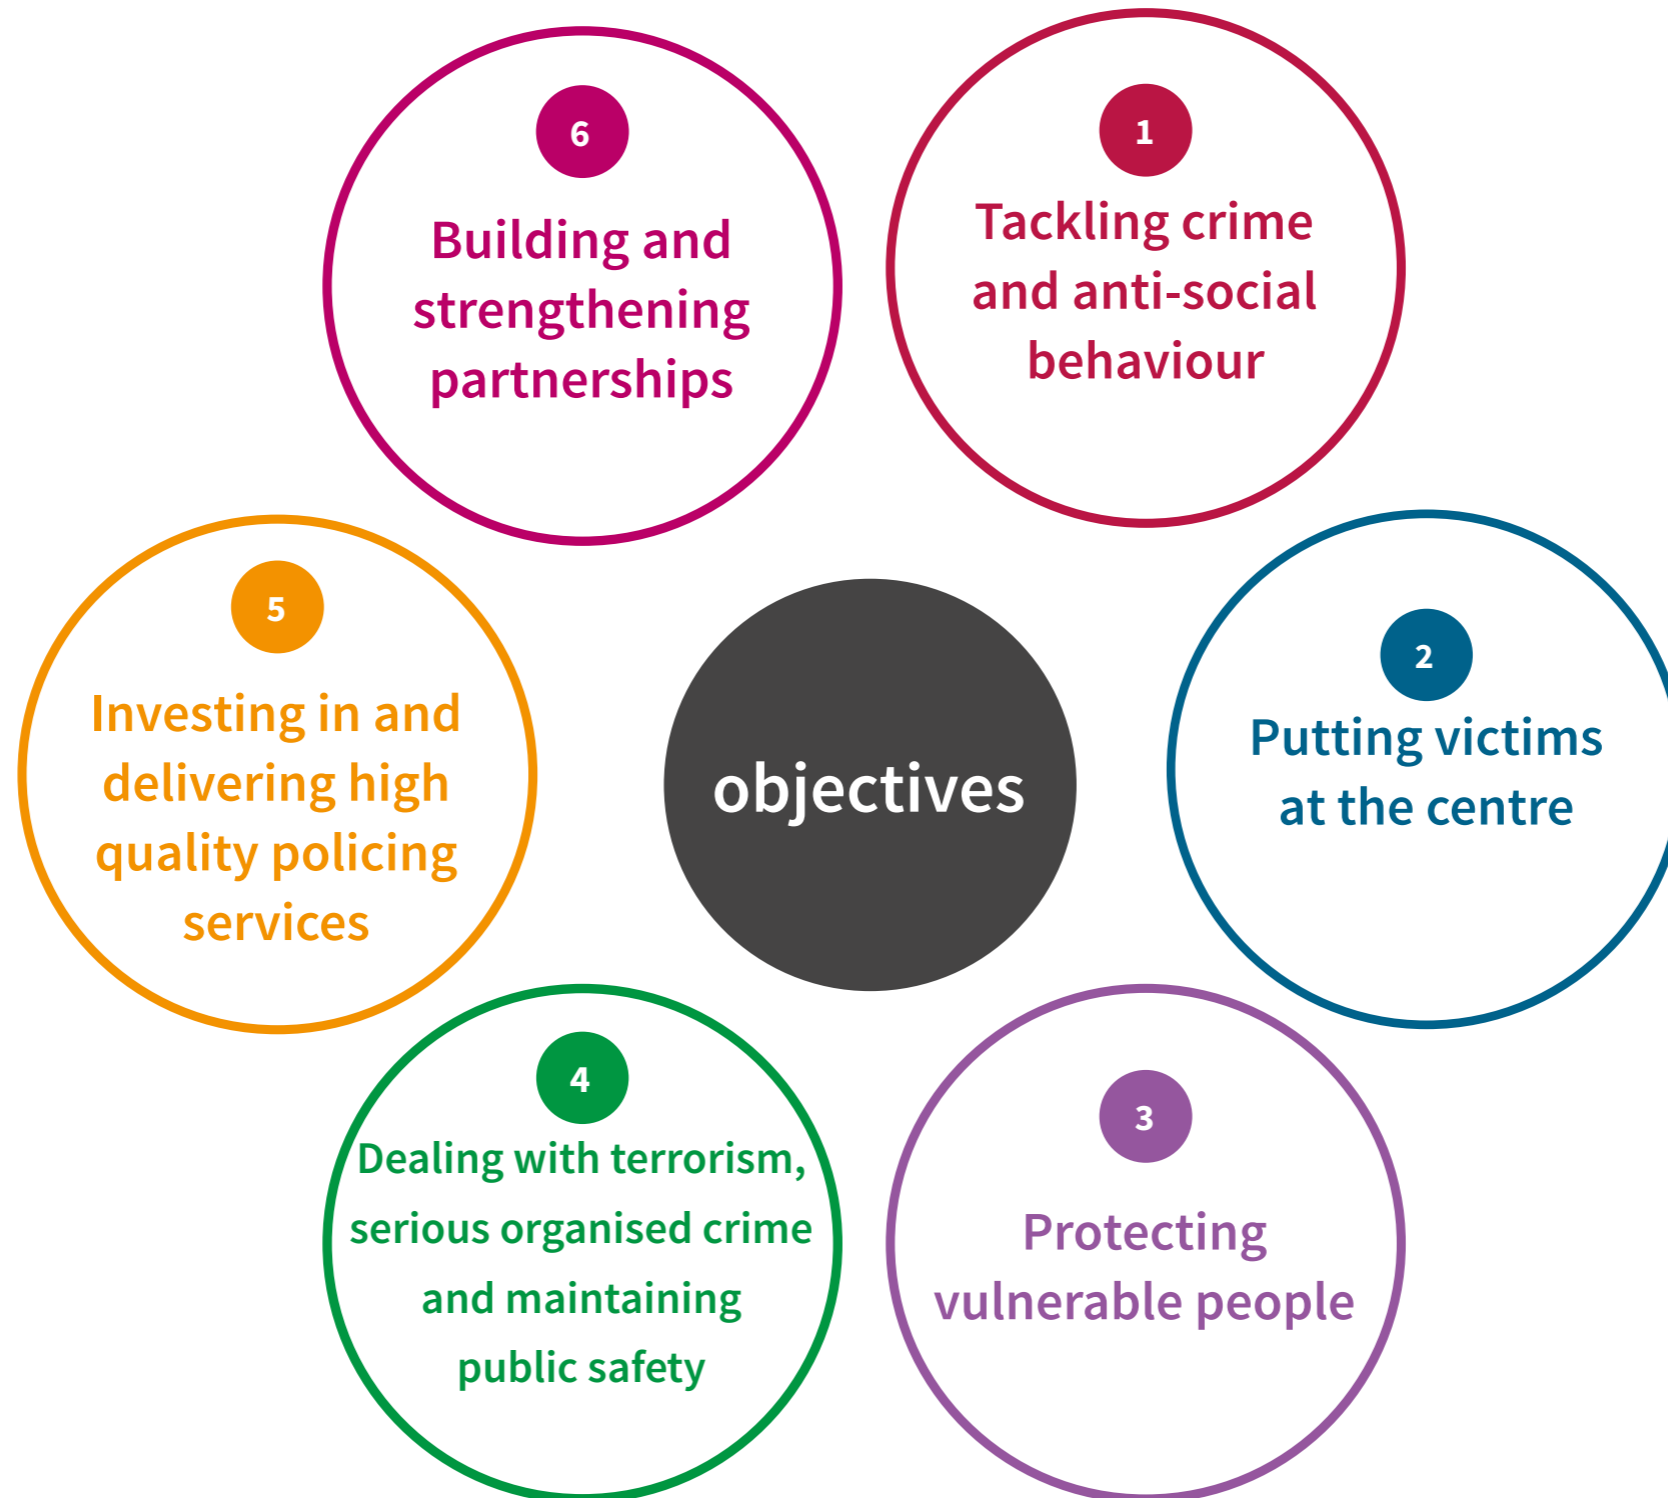 1
Tackling crime
and anti-social
behaviour
2
Putting victims
at the centre
3
Protecting
vulnerable people
4
Dealing with terrorism,
serious organised crime
and maintaining
public safety
5
Investing in and
delivering high
quality policing
services
6
Building and
strengthening
partnerships
objectives